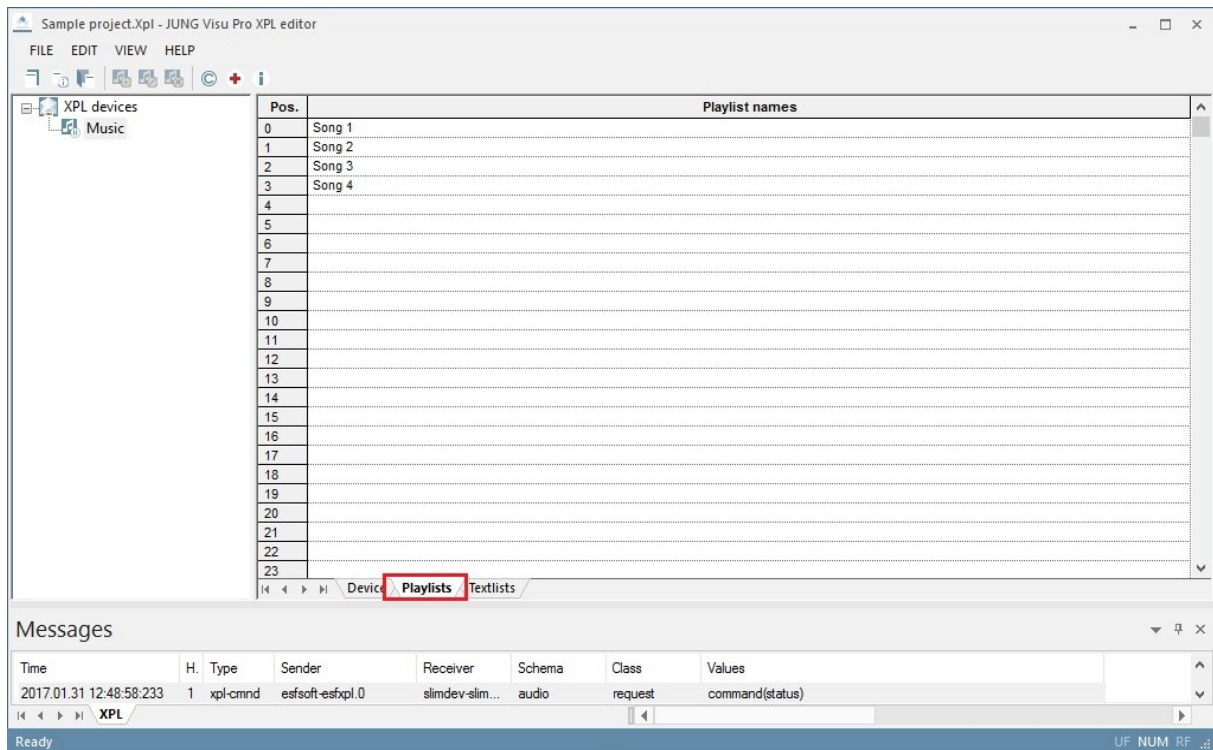 Sample project.Xpl - JUNG Visu Pro XPL editor
FILE EDIT VIEW HELP
XPL devices
Music
Pos. Playlist names
0 Song 1
1 Song 2
2 Song 3
3 Song 4
4
5
6
7
8
9
10
11
12
13
14
15
16
17
18
19
20
21
22
23
Device Playlists Textlists
Messages
Time H. Type Sender Receiver Schema Class Values
2017.01.31 12:48:58:233 1 xpl-cmnd esfsoft-esfxpl.0 slimdev-slim... audio request command(status)
XPL
Ready UF NUM RF